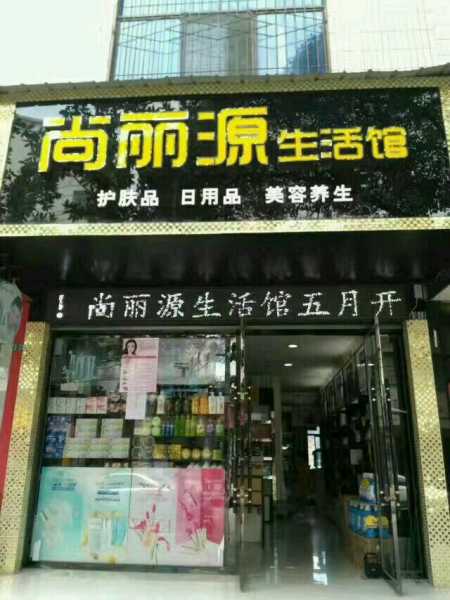 尚丽源生活馆
护肤品 日用品 美容养生
！尚丽源生活馆五月开